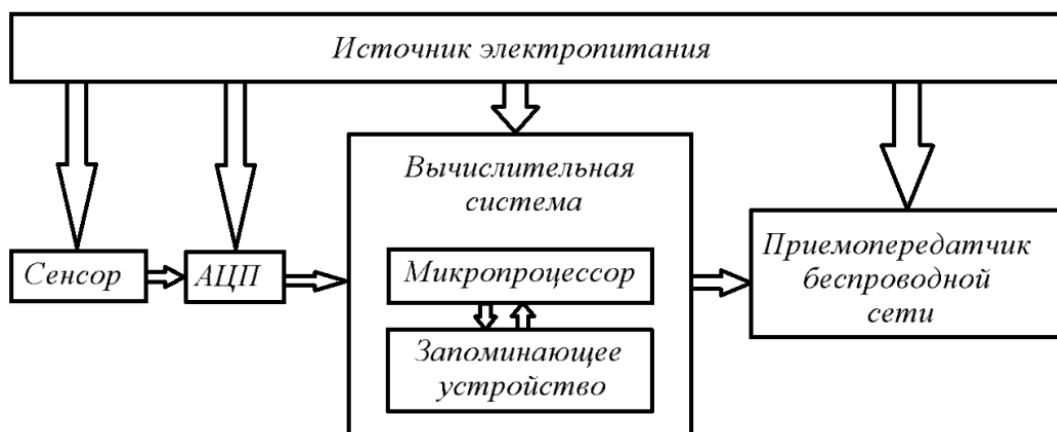 Источник электропитания
Вычислительная
система
Сенсор
АЦП
Микропроцессор
Запоминающее
устройство
Приемопередатчик
беспроводной
сети